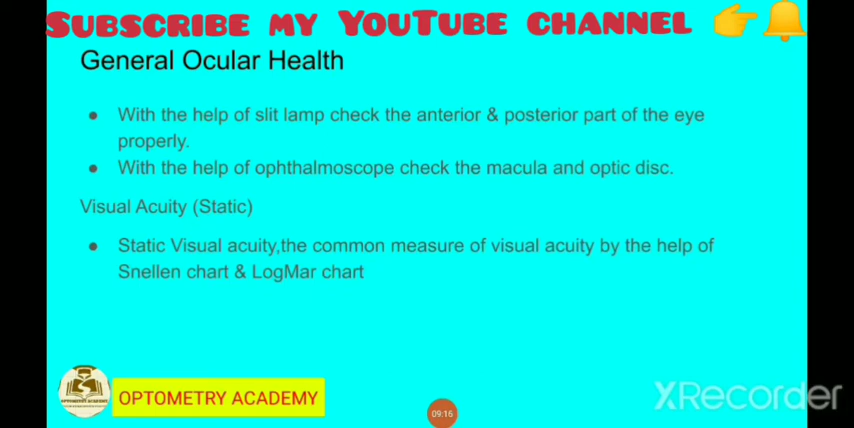 SUBSCRIBE MY YOUTUBE CHANNEL
General Ocular Health
● With the help of slit lamp check the anterior & posterior part of the eye
properly.
● With the help of ophthalmoscope check the macula and optic disc.
Visual Acuity (Static)
● Static Visual acuity,the common measure of visual acuity by the help of
Snellen chart & LogMar chart
OPTOMETRY ACADEMY
OPTOMETRY ACADEMY
09:16
XRecorder